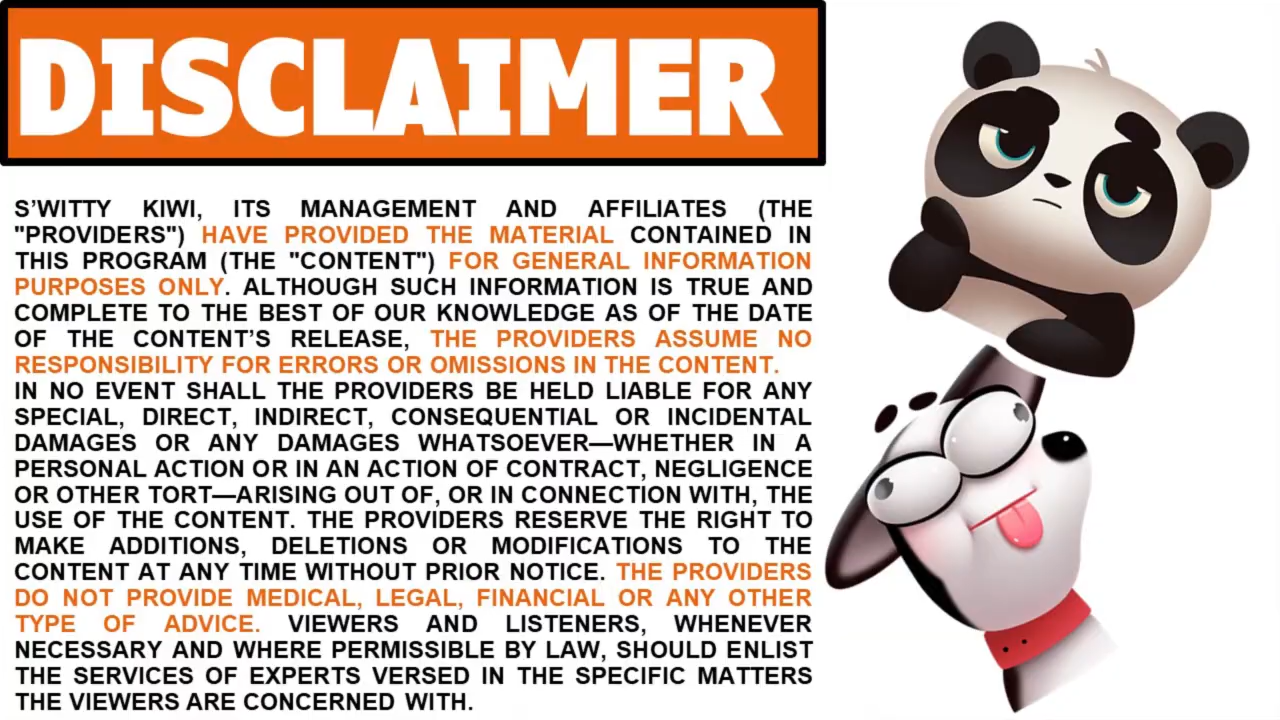 DISCLAIMER
S’WITTY KIWI, ITS MANAGEMENT AND AFFILIATES (THE
"PROVIDERS") HAVE PROVIDED THE MATERIAL CONTAINED IN
THIS PROGRAM (THE "CONTENT") FOR GENERAL INFORMATION
PURPOSES ONLY. ALTHOUGH SUCH INFORMATION IS TRUE AND
COMPLETE TO THE BEST OF OUR KNOWLEDGE AS OF THE DATE
OF THE CONTENT’S RELEASE, THE PROVIDERS ASSUME NO
RESPONSIBILITY FOR ERRORS OR OMISSIONS IN THE CONTENT.
IN NO EVENT SHALL THE PROVIDERS BE HELD LIABLE FOR ANY
SPECIAL, DIRECT, INDIRECT, CONSEQUENTIAL OR INCIDENTAL
DAMAGES OR ANY DAMAGES WHATSOEVER—WHETHER IN A
PERSONAL ACTION OR IN AN ACTION OF CONTRACT, NEGLIGENCE
OR OTHER TORT—ARISING OUT OF, OR IN CONNECTION WITH, THE
USE OF THE CONTENT. THE PROVIDERS RESERVE THE RIGHT TO
MAKE ADDITIONS, DELETIONS OR MODIFICATIONS TO THE
CONTENT AT ANY TIME WITHOUT PRIOR NOTICE. THE PROVIDERS
DO NOT PROVIDE MEDICAL, LEGAL, FINANCIAL OR ANY OTHER
TYPE OF ADVICE. VIEWERS AND LISTENERS, WHENEVER
NECESSARY AND WHERE PERMISSIBLE BY LAW, SHOULD ENLIST
THE SERVICES OF EXPERTS VERSED IN THE SPECIFIC MATTERS
THE VIEWERS ARE CONCERNED WITH.